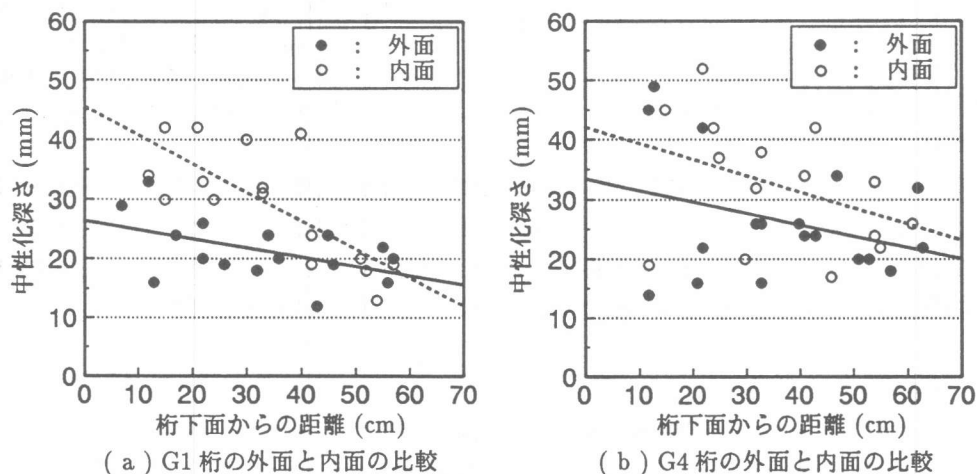 60
50
40
30
20
10
0
中性化深さ (mm)
● : 外面
○ : 内面
0 10 20 30 40 50 60 70
桁下面からの距離 (cm)
( a ) G1 桁の外面と内面の比較
60
50
40
30
20
10
0
中性化深さ (mm)
● : 外面
○ : 内面
0 10 20 30 40 50 60 70
桁下面からの距離 (cm)
( b ) G4 桁の外面と内面の比較